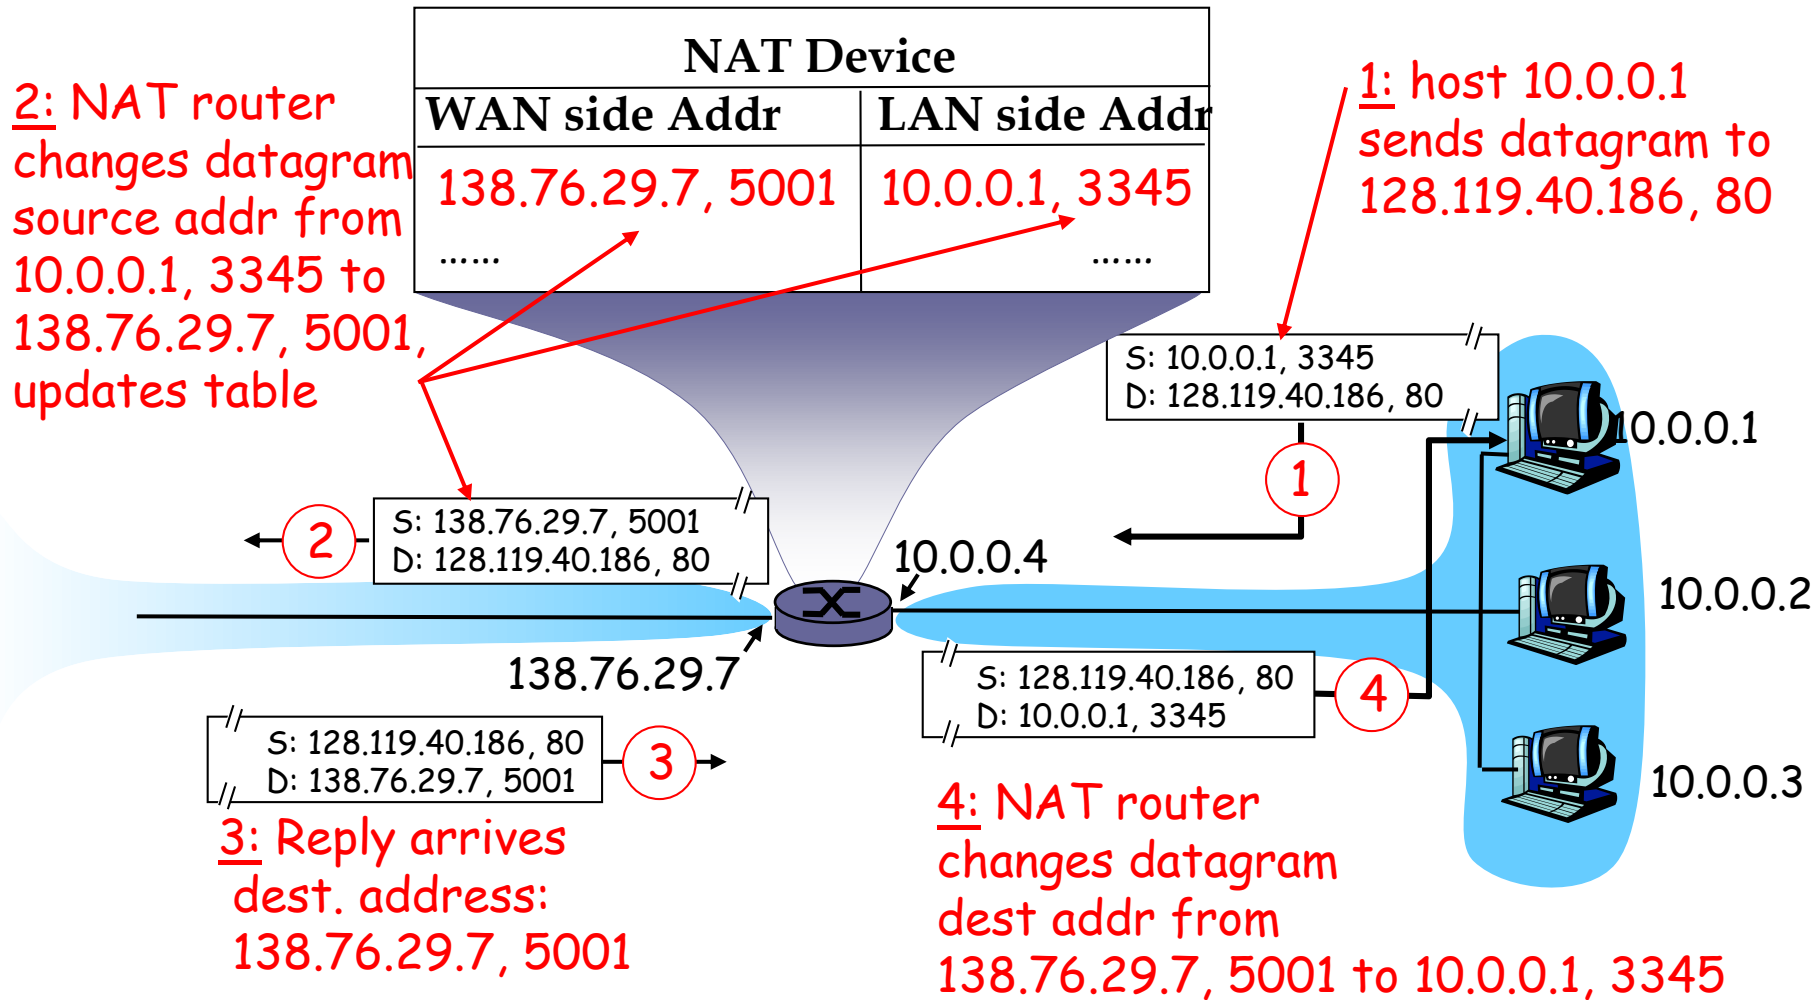 NAT Device
WAN side Addr
LAN side Addr
138.76.29.7, 5001
10.0.0.1, 3345
......
......
2: NAT router
changes datagram
source addr from
10.0.0.1, 3345 to
138.76.29.7, 5001,
updates table
1: host 10.0.0.1
sends datagram to
128.119.40.186, 80
S: 10.0.0.1, 3345
D: 128.119.40.186, 80
1
10.0.0.1
2
S: 138.76.29.7, 5001
D: 128.119.40.186, 80
10.0.0.4
10.0.0.2
138.76.29.7
S: 128.119.40.186, 80
D: 10.0.0.1, 3345
4
S: 128.119.40.186, 80
D: 138.76.29.7, 5001
3
10.0.0.3
3: Reply arrives
dest. address:
138.76.29.7, 5001
4: NAT router
changes datagram
dest addr from
138.76.29.7, 5001 to 10.0.0.1, 3345